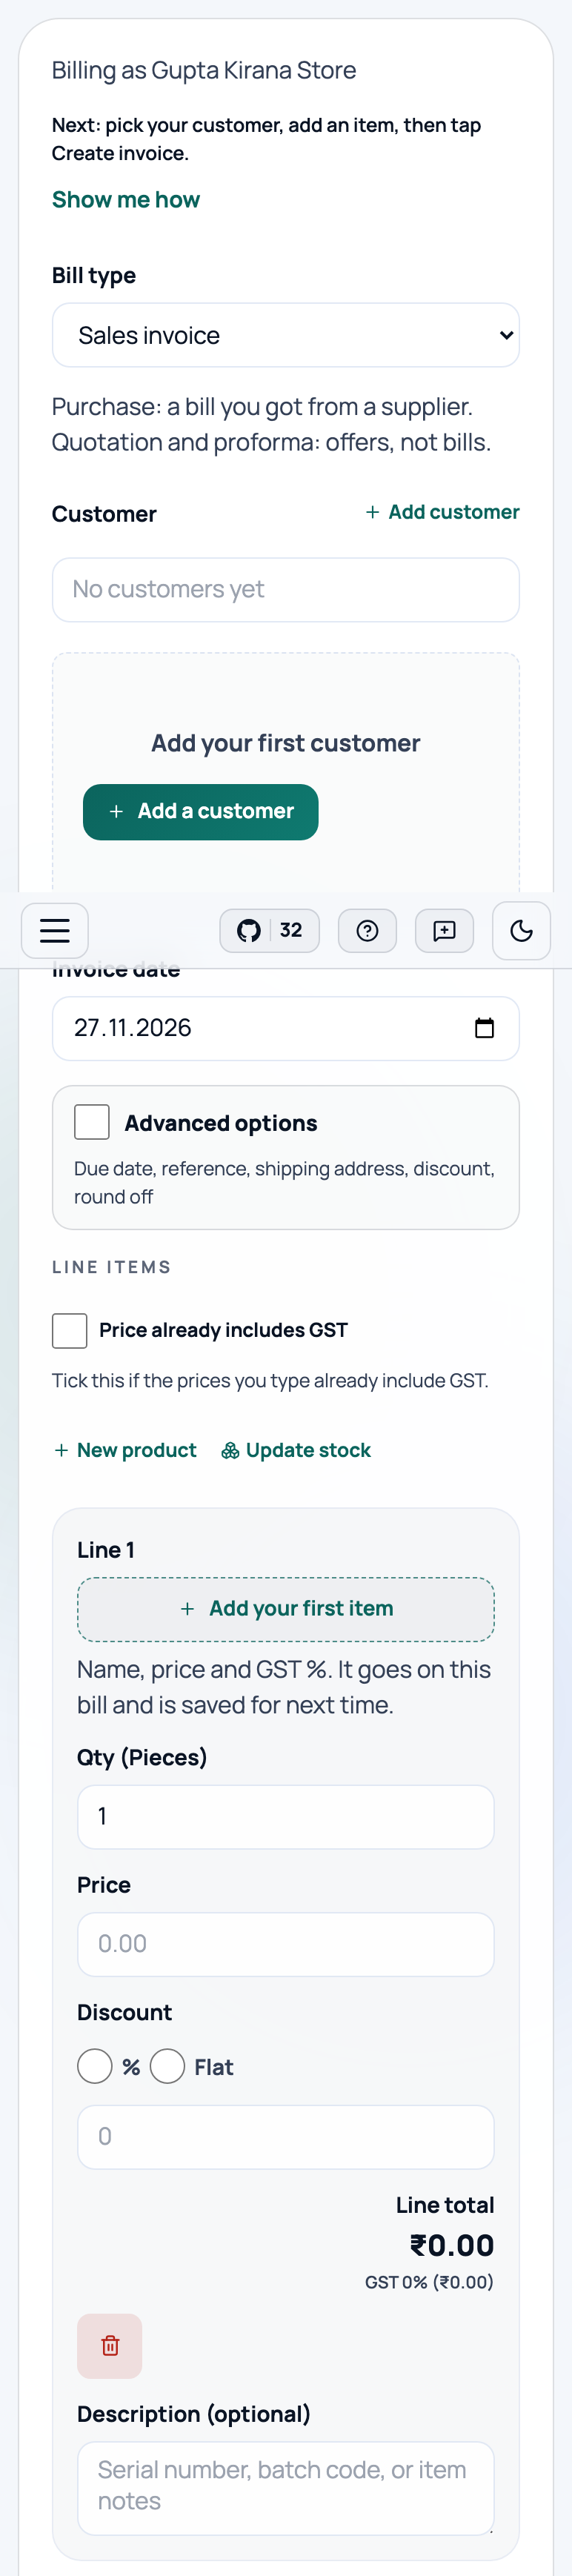 Billing as Gupta Kirana Store
Next: pick your customer, add an item, then tap
Create invoice.
Show me how
Bill type
Sales invoice
Purchase: a bill you got from a supplier.
Quotation and proforma: offers, not bills.
Customer
+ Add customer
No customers yet
Add your first customer
+ Add a customer
32
Invoice date
27.11.2026
Advanced options
Due date, reference, shipping address, discount,
round off
LINE ITEMS
Price already includes GST
Tick this if the prices you type already include GST.
+ New product
Update stock
Line 1
+ Add your first item
Name, price and GST %. It goes on this
bill and is saved for next time.
Qty (Pieces)
1
Price
0.00
Discount
% Flat
0
Line total
₹0.00
GST 0% (₹0.00)
Description (optional)
Serial number, batch code, or item
notes